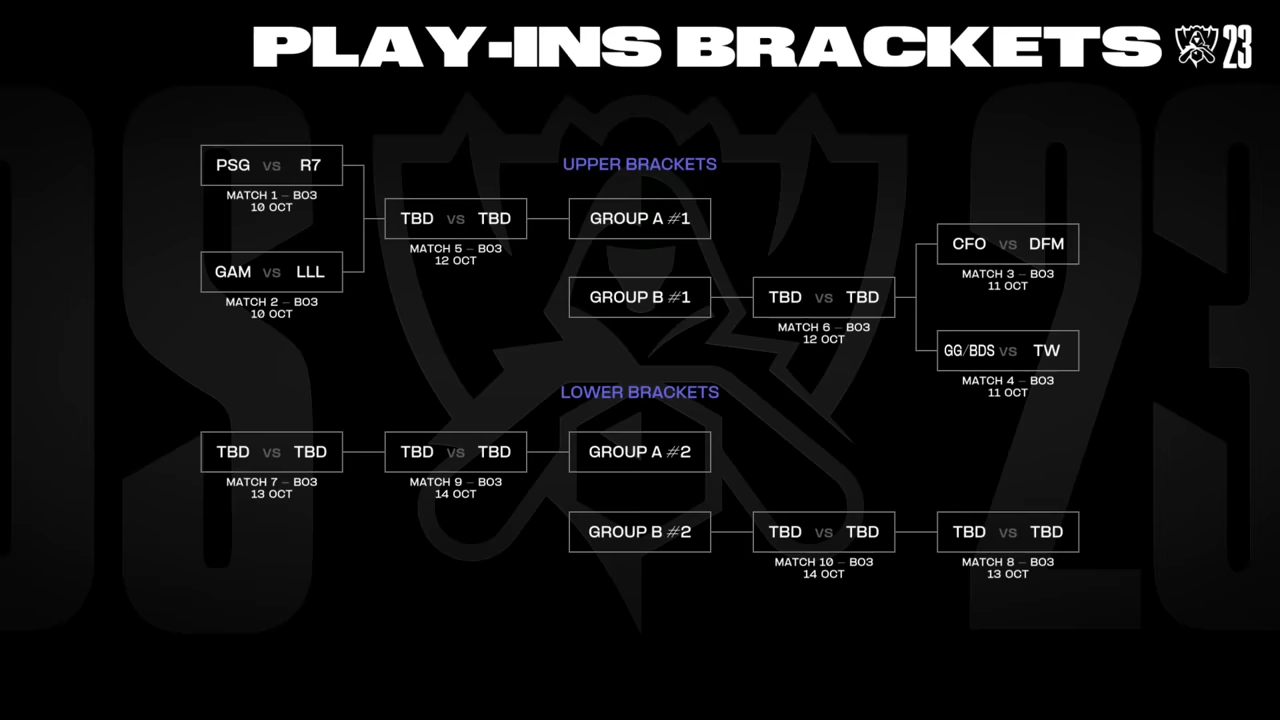 PLAY-INS BRACKETS 23
UPPER BRACKETS
PSG VS R7
MATCH 1 – BO3
10 OCT
GAM VS LLL
MATCH 2 – BO3
10 OCT
TBD VS TBD
MATCH 5 – BO3
12 OCT
GROUP A #1
GROUP B #1
TBD VS TBD
MATCH 6 – BO3
12 OCT
CFO VS DFM
MATCH 3 – BO3
11 OCT
GG/BDS VS TW
MATCH 4 – BO3
11 OCT
LOWER BRACKETS
TBD VS TBD
MATCH 7 – BO3
13 OCT
TBD VS TBD
MATCH 9 – BO3
14 OCT
GROUP A #2
GROUP B #2
TBD VS TBD
MATCH 10 – BO3
14 OCT
TBD VS TBD
MATCH 8 – BO3
13 OCT